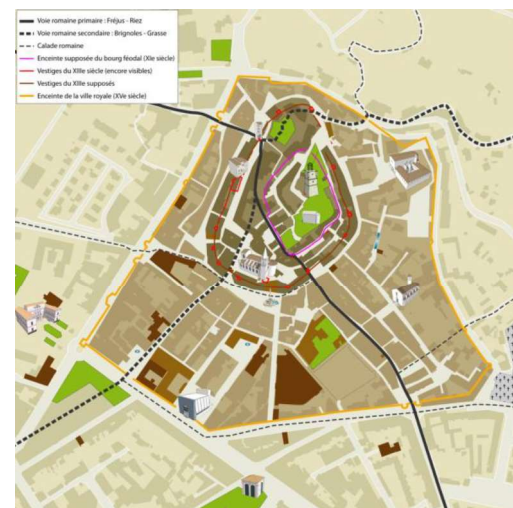 Voie romaine primaire : Fréjus - Riez
Voie romaine secondaire : Brignoles - Grasse
Calade romaine
Enceinte supposée du bourg féodal (XIe siècle)
Vestiges du XIIIe siècle (encore visibles)
Vestiges du XIIIe supposés
Enceinte de la ville royale (XVe siècle)